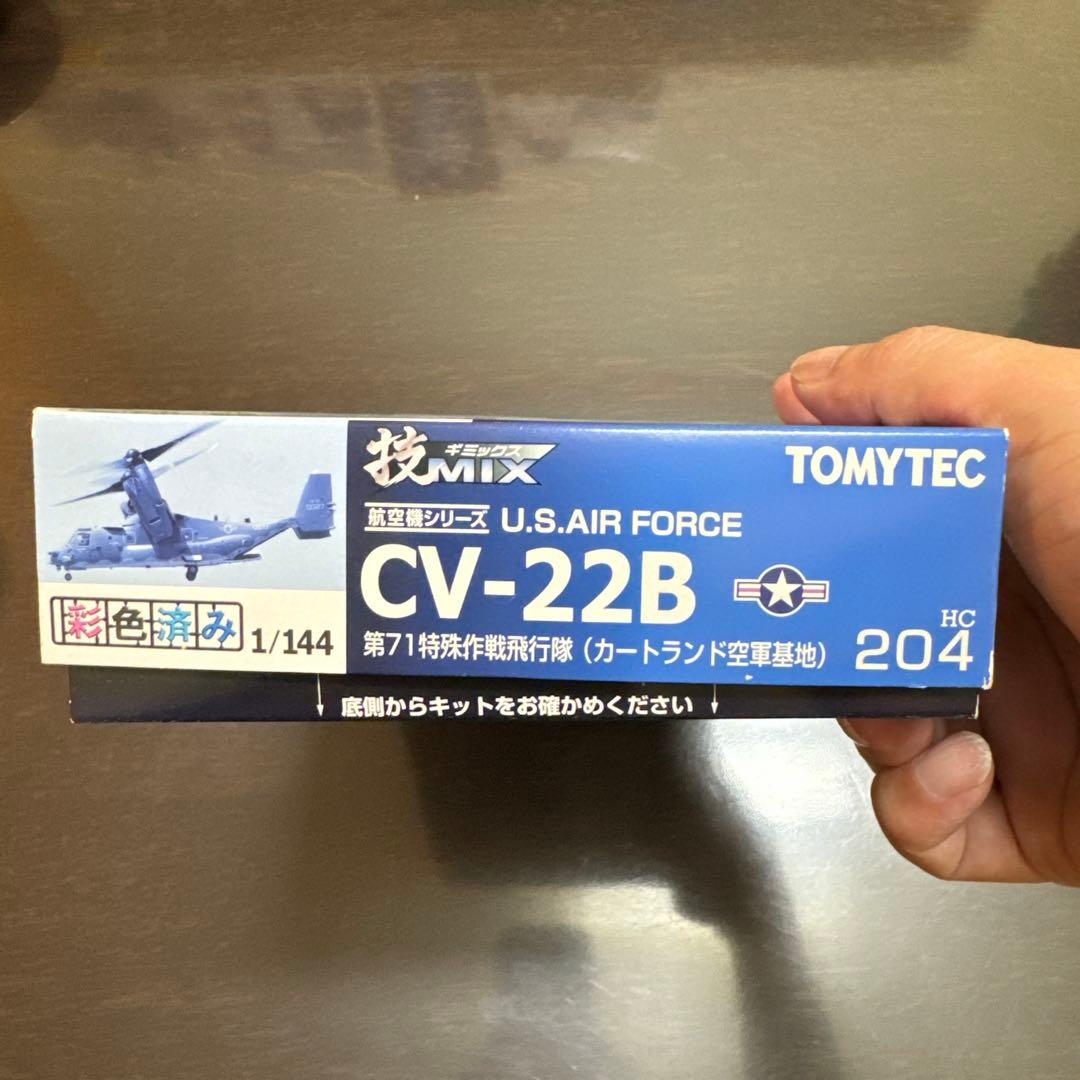 技MIX
ギミックス
TOMYTEC
航空機シリーズ U.S.AIR FORCE
CV-22B
第71特殊作戦飛行隊（カートランド空軍基地）
HC
204
彩色済み 1/144
底側からキットをお確かめください